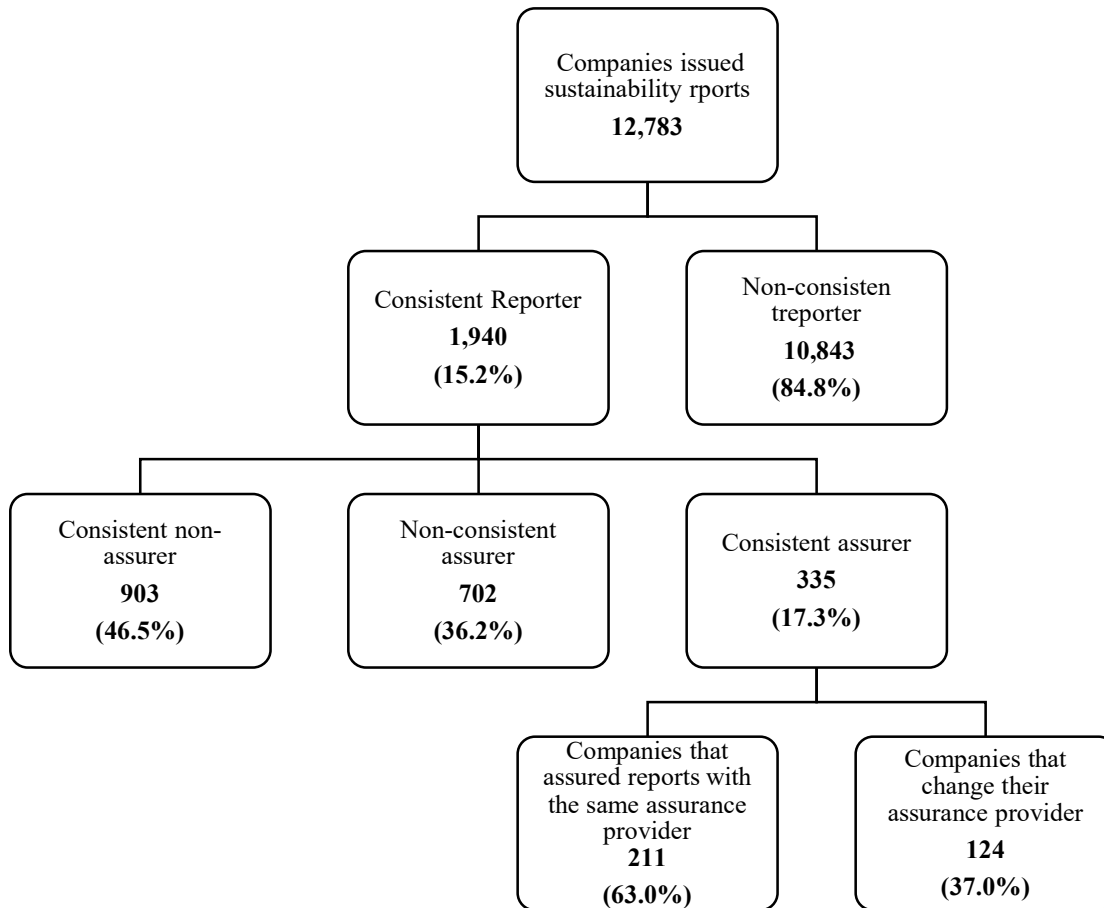 Companies issued
sustainability rports
12,783
Consistent Reporter
1,940
(15.2%)
Non-consisten
treporter
10,843
(84.8%)
Consistent non-
assurer
903
(46.5%)
Non-consistent
assurer
702
(36.2%)
Consistent assurer
335
(17.3%)
Companies that
assured reports with
the same assurance
provider
211
(63.0%)
Companies that
change their
assurance provider
124
(37.0%)